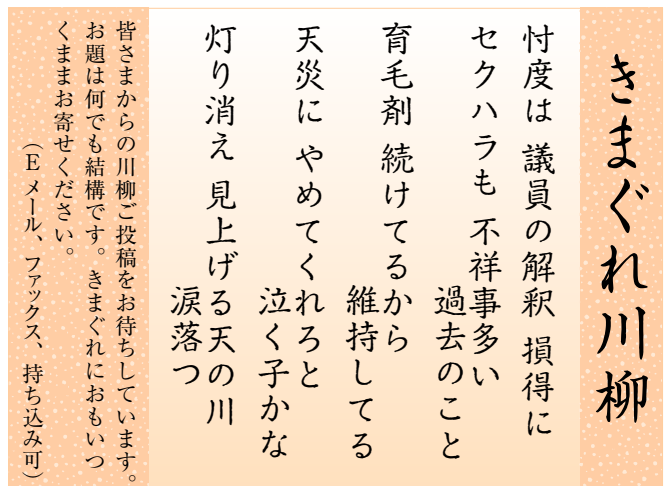 きまぐれ川柳
忖度は 議員の解釈 損得に
セクハラも 不祥事多い
過去のこと
育毛剤 続けてるから
維持してる
天災に やめてくれろと
泣く子かな
灯り消え 見上げる天の川
涙落つ
皆さまからの川柳ご投稿をお待ちしています。
お題は何でも結構です。きまぐれにおもいつ
くままお寄せください。
（Eメール、ファックス、持ち込み可）